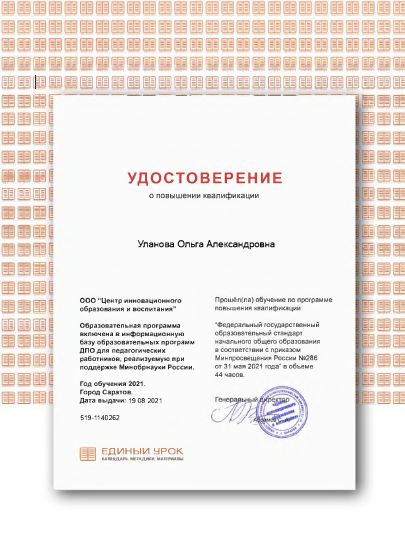 УДОСТОВЕРЕНИЕ
о повышении квалификации
Уланова Ольга Александровна
ООО "Центр инновационного
образования и воспитания"
Образовательная программа
включена в информационную
базу образовательных программ
ДПО для педагогических
работников, реализуемую при
поддержке Минобрнауки России.
Год обучения 2021.
Город Саратов.
Дата выдачи: 19 08 2021
519-1140262
Прошёл(ла) обучение по программе
повышения квалификации
"Федеральный государственный
образовательный стандарт
начального общего образования
в соответствии с приказом
Минпросвещения России №286
от 31 мая 2021 года" в объеме
44 часов.
Генеральный директор
ЕДИНЫЙ УРОК
КАЛЕНДАРЬ МЕТОДИКА МАТЕРИАЛЫ